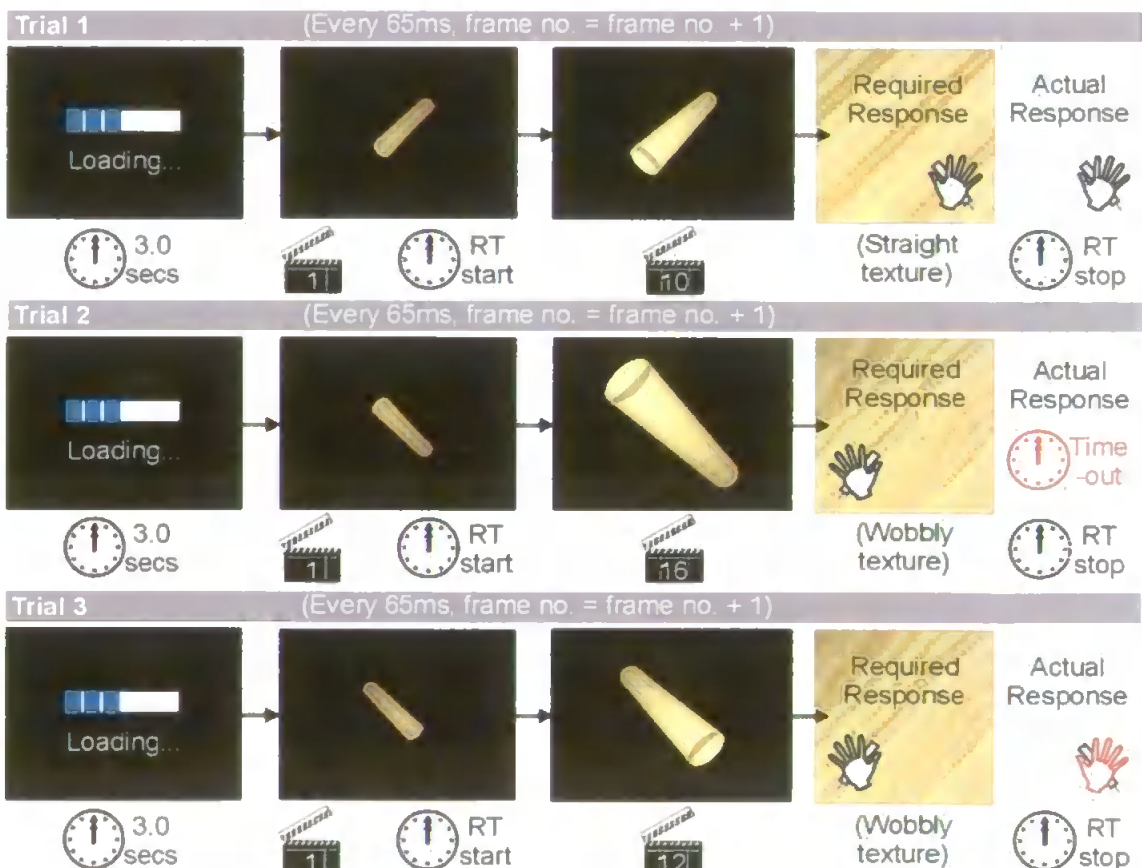 Trial 1 (Every 65ms, frame no. = frame no. + 1)
Loading...
Required
Response
Actual
Response
3.0
secs
1
RT
start
10
(Straight
texture)
RT
stop
Trial 2 (Every 65ms, frame no. = frame no. + 1)
Loading...
Required
Response
Actual
Response
Time
-out
3.0
secs
1
RT
start
16
(Wobbly
texture)
RT
stop
Trial 3 (Every 65ms, frame no. = frame no. + 1)
Loading...
Required
Response
Actual
Response
3.0
secs
1
RT
start
12
(Wobbly
texture)
RT
stop